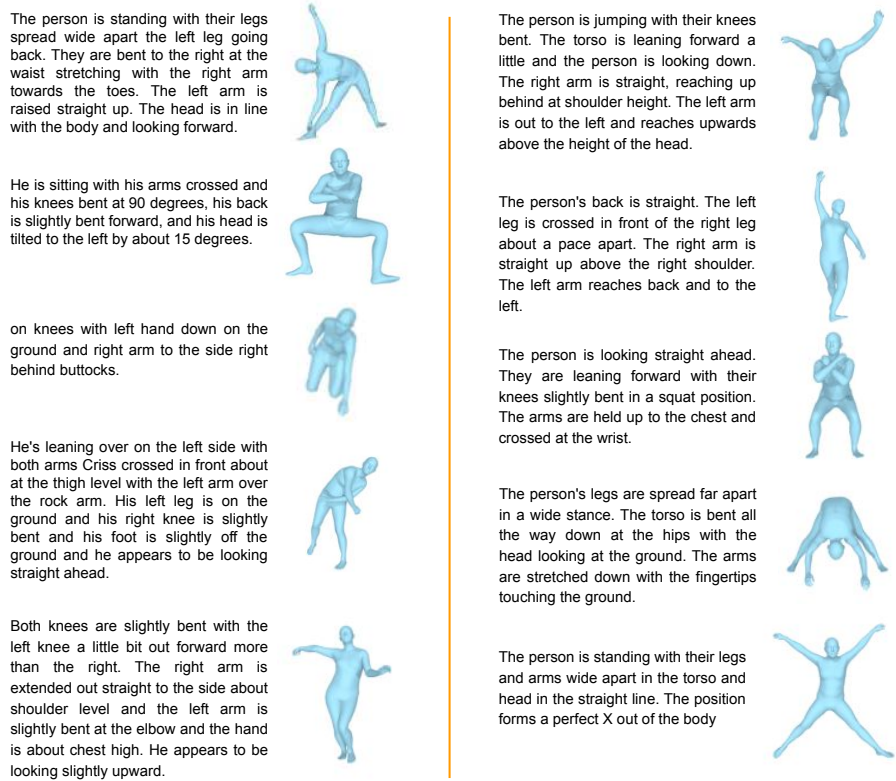 The person is standing with their legs
spread wide apart the left leg going
back. They are bent to the right at the
waist stretching with the right arm
towards the toes. The left arm is
raised straight up. The head is in line
with the body and looking forward.
He is sitting with his arms crossed and
his knees bent at 90 degrees, his back
is slightly bent forward, and his head is
tilted to the left by about 15 degrees.
on knees with left hand down on the
ground and right arm to the side right
behind buttocks.
He's leaning over on the left side with
both arms Criss crossed in front about
at the thigh level with the left arm over
the rock arm. His left leg is on the
ground and his right knee is slightly
bent and his foot is slightly off the
ground and he appears to be looking
straight ahead.
Both knees are slightly bent with the
left knee a little bit out forward more
than the right. The right arm is
extended out straight to the side about
shoulder level and the left arm is
slightly bent at the elbow and the hand
is about chest high. He appears to be
looking slightly upward.
The person is jumping with their knees
bent. The torso is leaning forward a
little and the person is looking down.
The right arm is straight, reaching up
behind at shoulder height. The left arm
is out to the left and reaches upwards
above the height of the head.
The person's back is straight. The left
leg is crossed in front of the right leg
about a pace apart. The right arm is
straight up above the right shoulder.
The left arm reaches back and to the
left.
The person is looking straight ahead.
They are leaning forward with their
knees slightly bent in a squat position.
The arms are held up to the chest and
crossed at the wrist.
The person's legs are spread far apart
in a wide stance. The torso is bent all
the way down at the hips with the
head looking at the ground. The arms
are stretched down with the fingertips
touching the ground.
The person is standing with their legs
and arms wide apart in the torso and
head in the straight line. The position
forms a perfect X out of the body